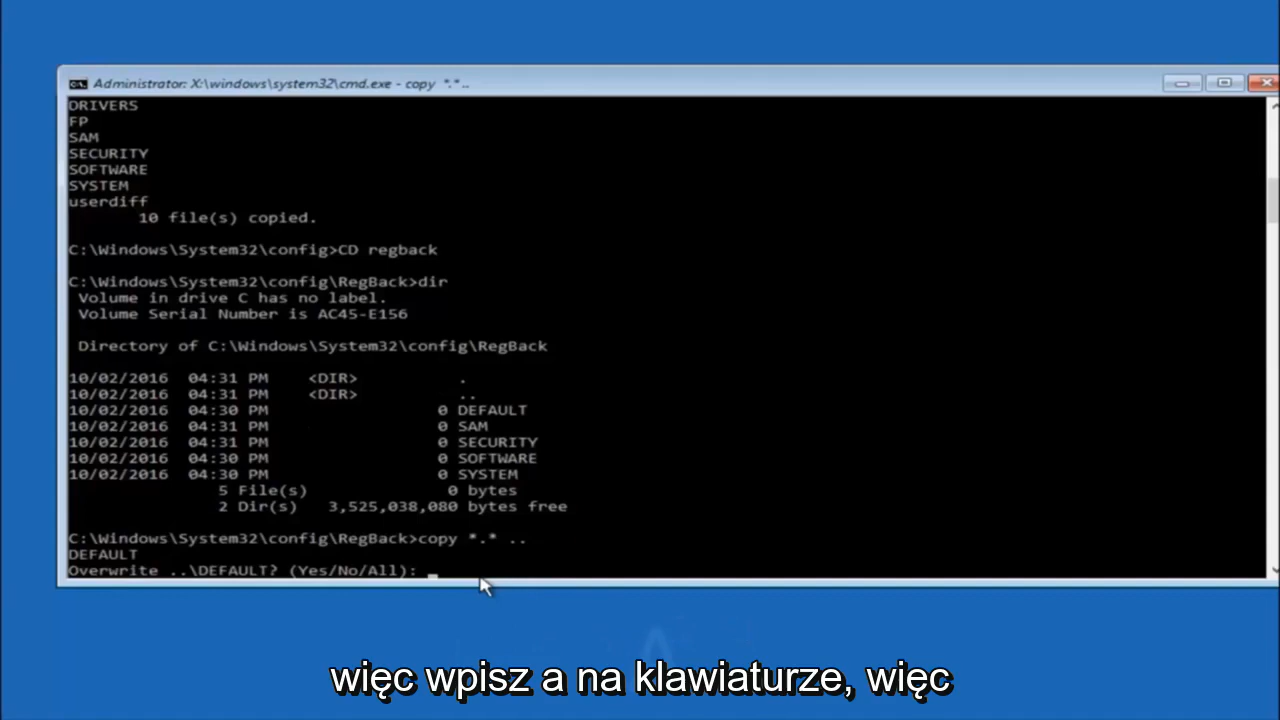 Administrator: X:\windows\system32\cmd.exe - copy *.* ..
DRIVERS
FP
SAM
SECURITY
SOFTWARE
SYSTEM
userdiff
10 file(s) copied.
C:\Windows\System32\config>CD regback
C:\Windows\System32\config\RegBack>dir
Volume in drive C has no label.
Volume Serial Number is AC45-E156
Directory of C:\Windows\System32\config\RegBack
10/02/2016 04:31 PM <DIR> .
10/02/2016 04:31 PM <DIR> ..
10/02/2016 04:30 PM 0 DEFAULT
10/02/2016 04:31 PM 0 SAM
10/02/2016 04:31 PM 0 SECURITY
10/02/2016 04:30 PM 0 SOFTWARE
10/02/2016 04:30 PM 0 SYSTEM
5 File(s) 0 bytes
2 Dir(s) 3,525,038,080 bytes free
C:\Windows\System32\config\RegBack>copy *.* ..
DEFAULT
Overwrite ..\DEFAULT? (Yes/No/All): _
więc wpisz a na klawiaturze, więc